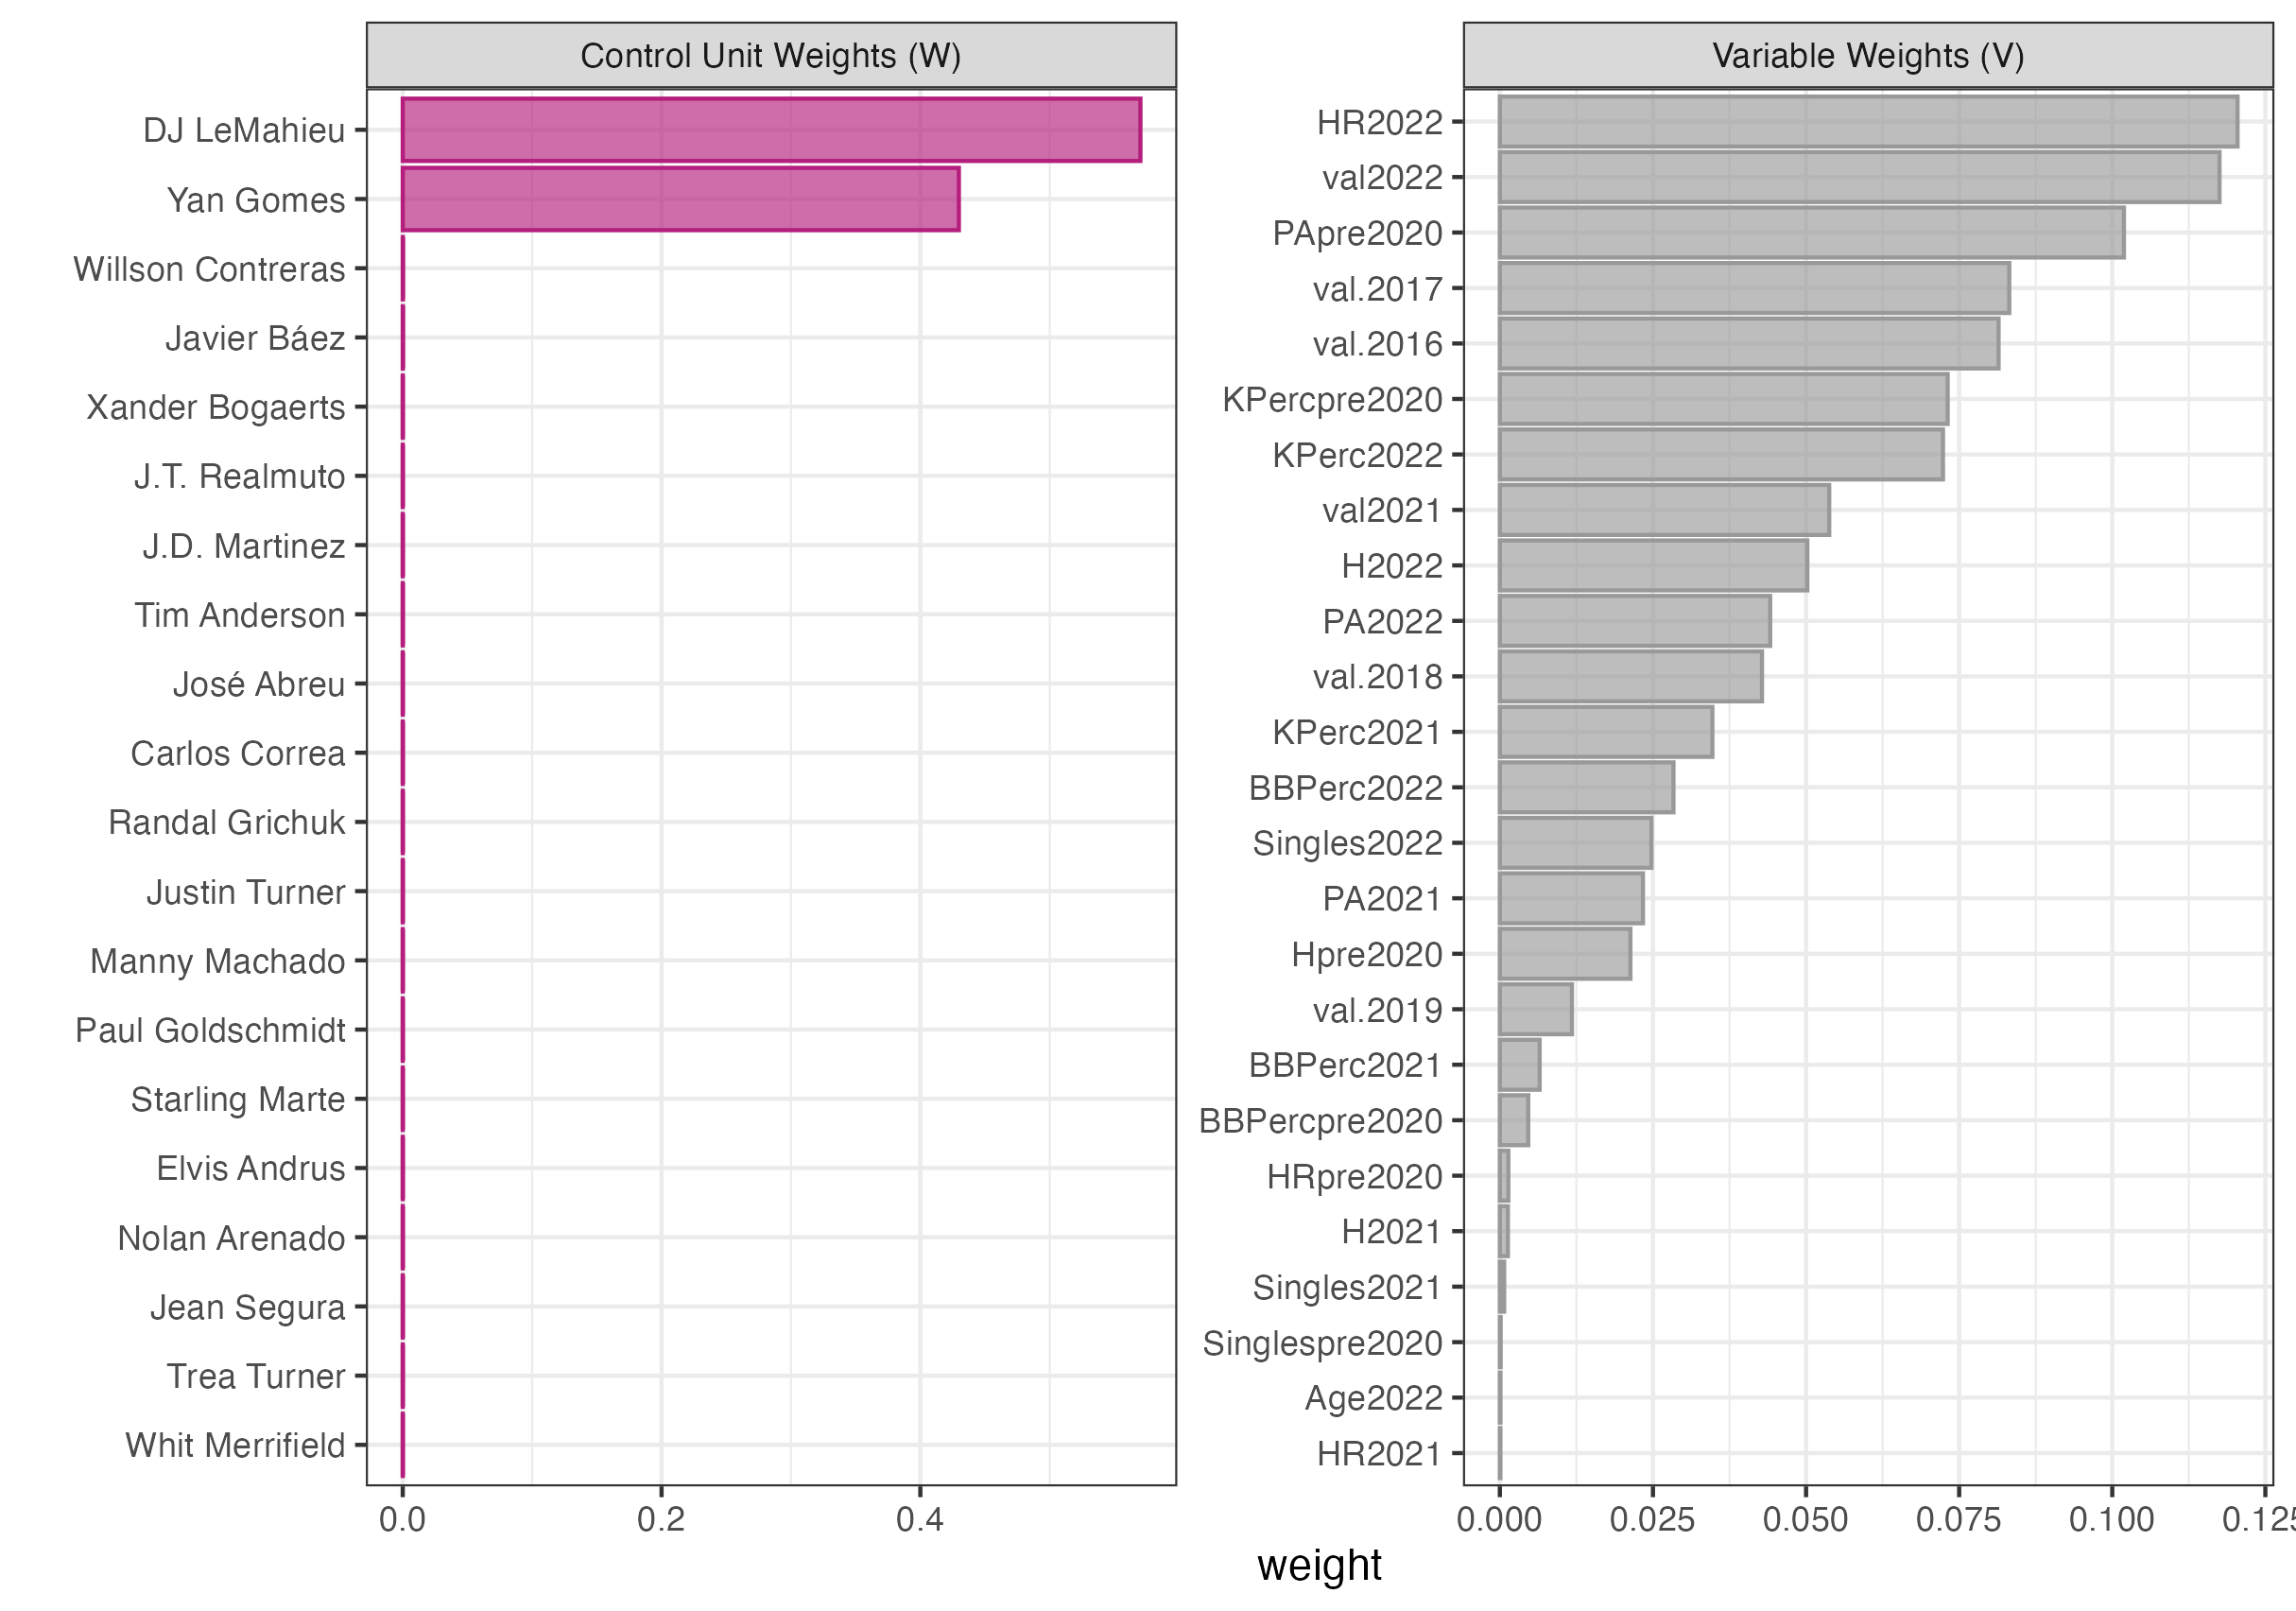 Control Unit Weights (W)
DJ LeMahieu
Yan Gomes
Willson Contreras
Javier Báez
Xander Bogaerts
J.T. Realmuto
J.D. Martinez
Tim Anderson
José Abreu
Carlos Correa
Randal Grichuk
Justin Turner
Manny Machado
Paul Goldschmidt
Starling Marte
Elvis Andrus
Nolan Arenado
Jean Segura
Trea Turner
Whit Merrifield
0.0 0.2 0.4
Variable Weights (V)
HR2022
val2022
PApre2020
val.2017
val.2016
KPercpre2020
KPerc2022
val2021
H2022
PA2022
val.2018
KPerc2021
BBPerc2022
Singles2022
PA2021
Hpre2020
val.2019
BBPerc2021
BBPercpre2020
HRpre2020
H2021
Singles2021
Singlespre2020
Age2022
HR2021
0.000 0.025 0.050 0.075 0.100 0.125
weight